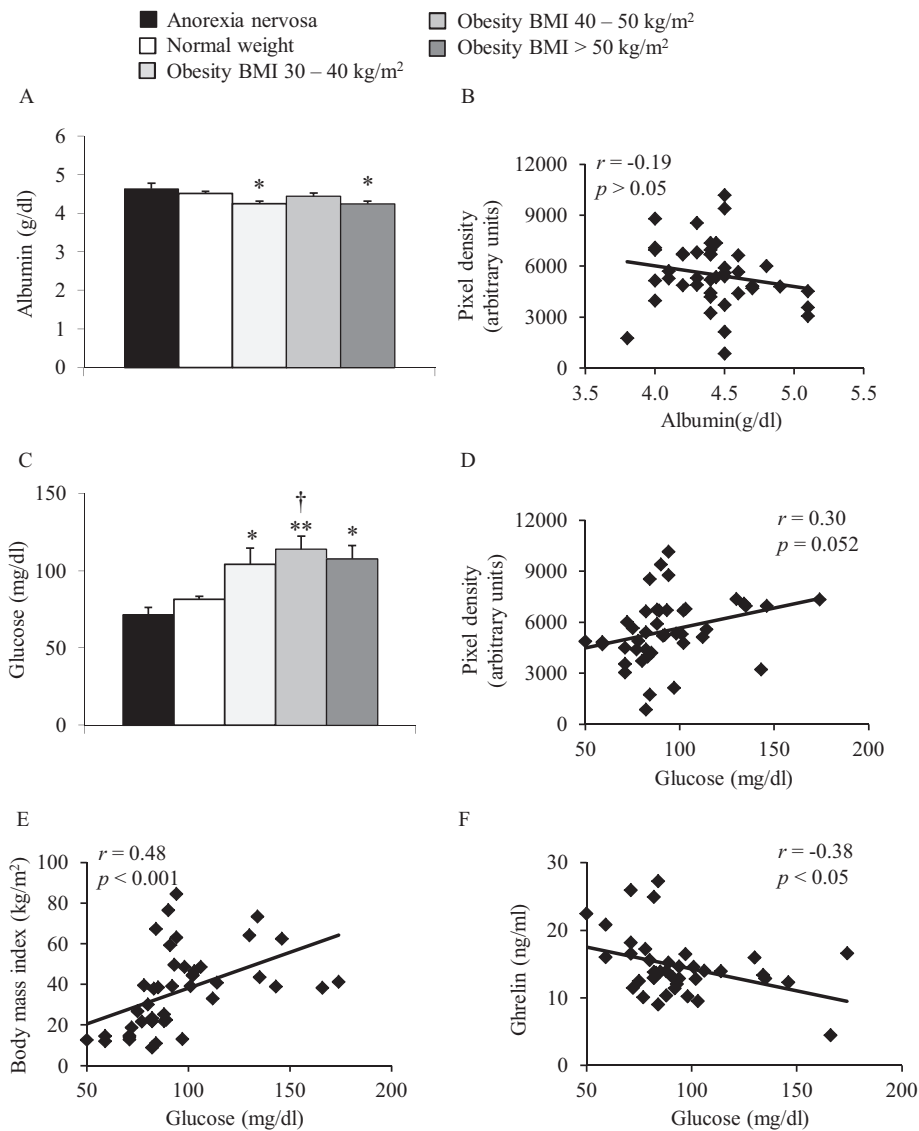 Anorexia nervosa
Normal weight
Obesity BMI 30 – 40 kg/m²
Obesity BMI 40 – 50 kg/m²
Obesity BMI > 50 kg/m²
A
6
5
4
3
2
1
0
Albumin (g/dl)
*
*
B
r = -0.19
p > 0.05
12000
9000
6000
3000
0
Pixel density
(arbitrary units)
3.5 4.0 4.5 5.0 5.5
Albumin(g/dl)
C
150
100
50
0
Glucose (mg/dl)
*
†
**
*
D
r = 0.30
p = 0.052
12000
9000
6000
3000
0
Pixel density
(arbitrary units)
50 100 150 200
Glucose (mg/dl)
E
r = 0.48
p < 0.001
100
80
60
40
20
0
Body mass index (kg/m²)
50 100 150 200
Glucose (mg/dl)
F
r = -0.38
p < 0.05
30
20
10
0
Ghrelin (ng/ml)
50 100 150 200
Glucose (mg/dl)